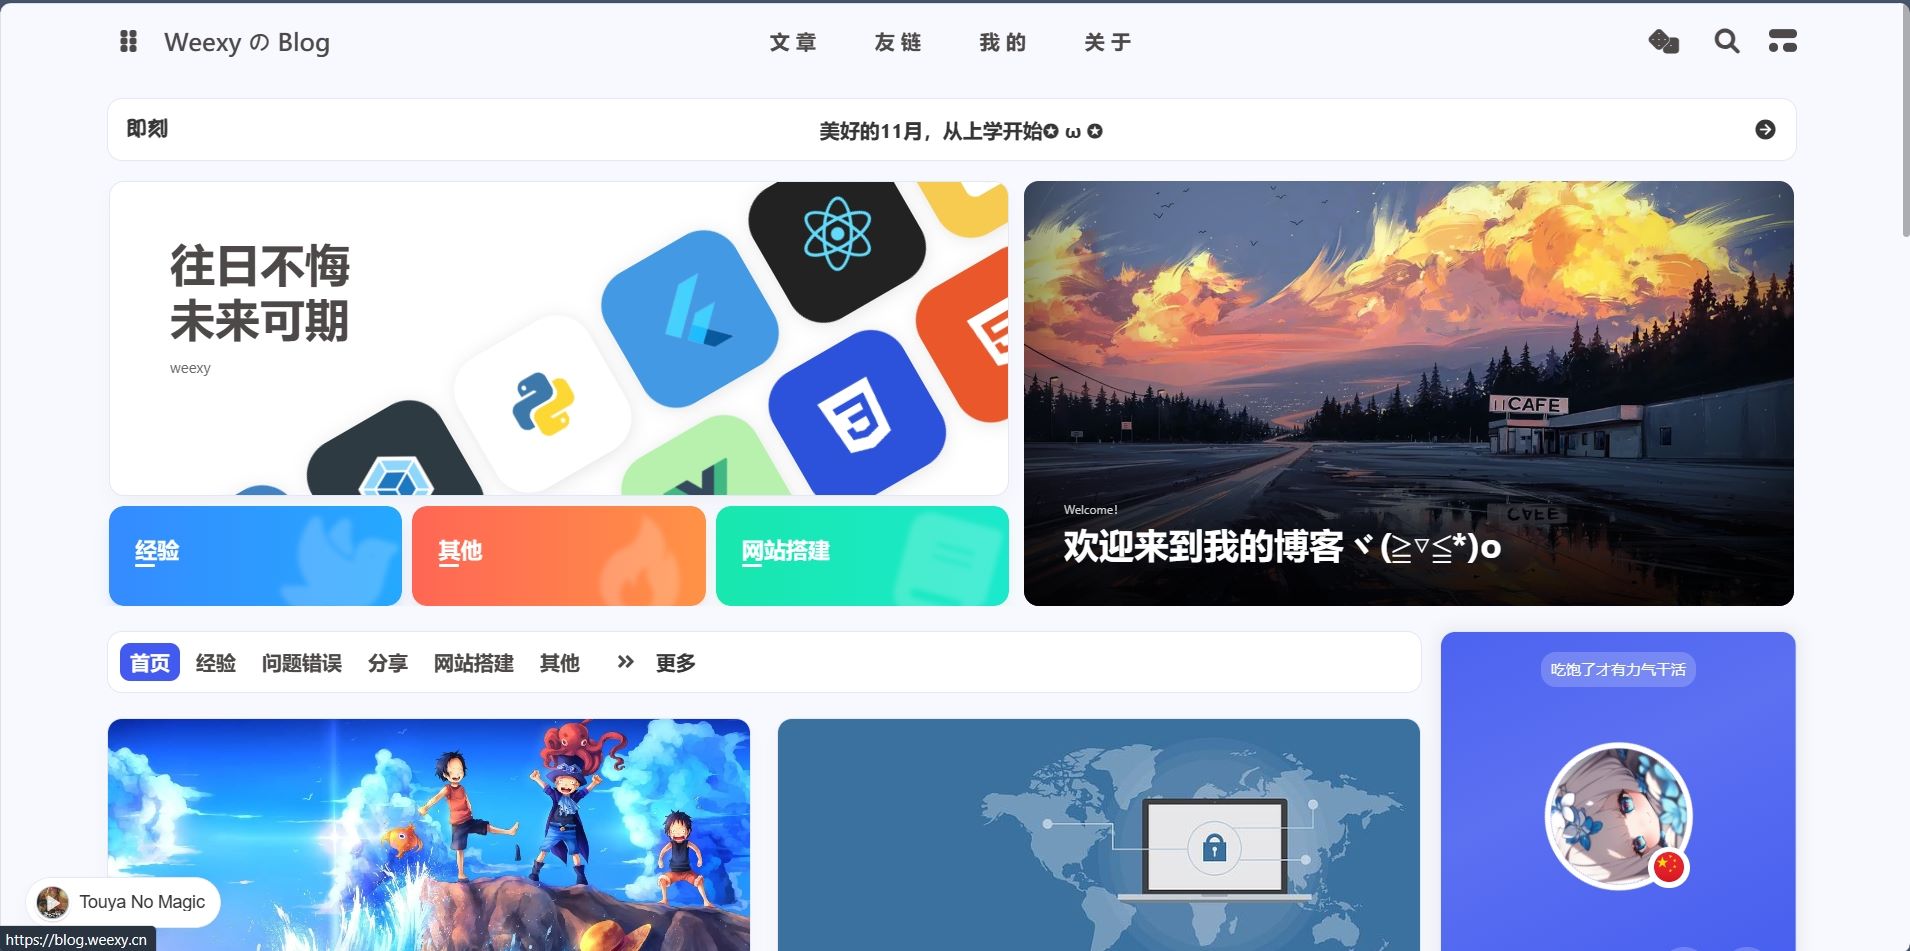 Weexy の Blog
文章 友链 我的 关于
即刻
美好的11月，从上学开始✪ ω ✪
往日不悔
未来可期
weexy
CAFE
Welcome!
欢迎来到我的博客ヾ(≧▽≦*)o
经验
其他
网站搭建
首页 经验 问题错误 分享 网站搭建 其他 更多
吃饱了才有力气干活
Touya No Magic
https://blog.weexy.cn